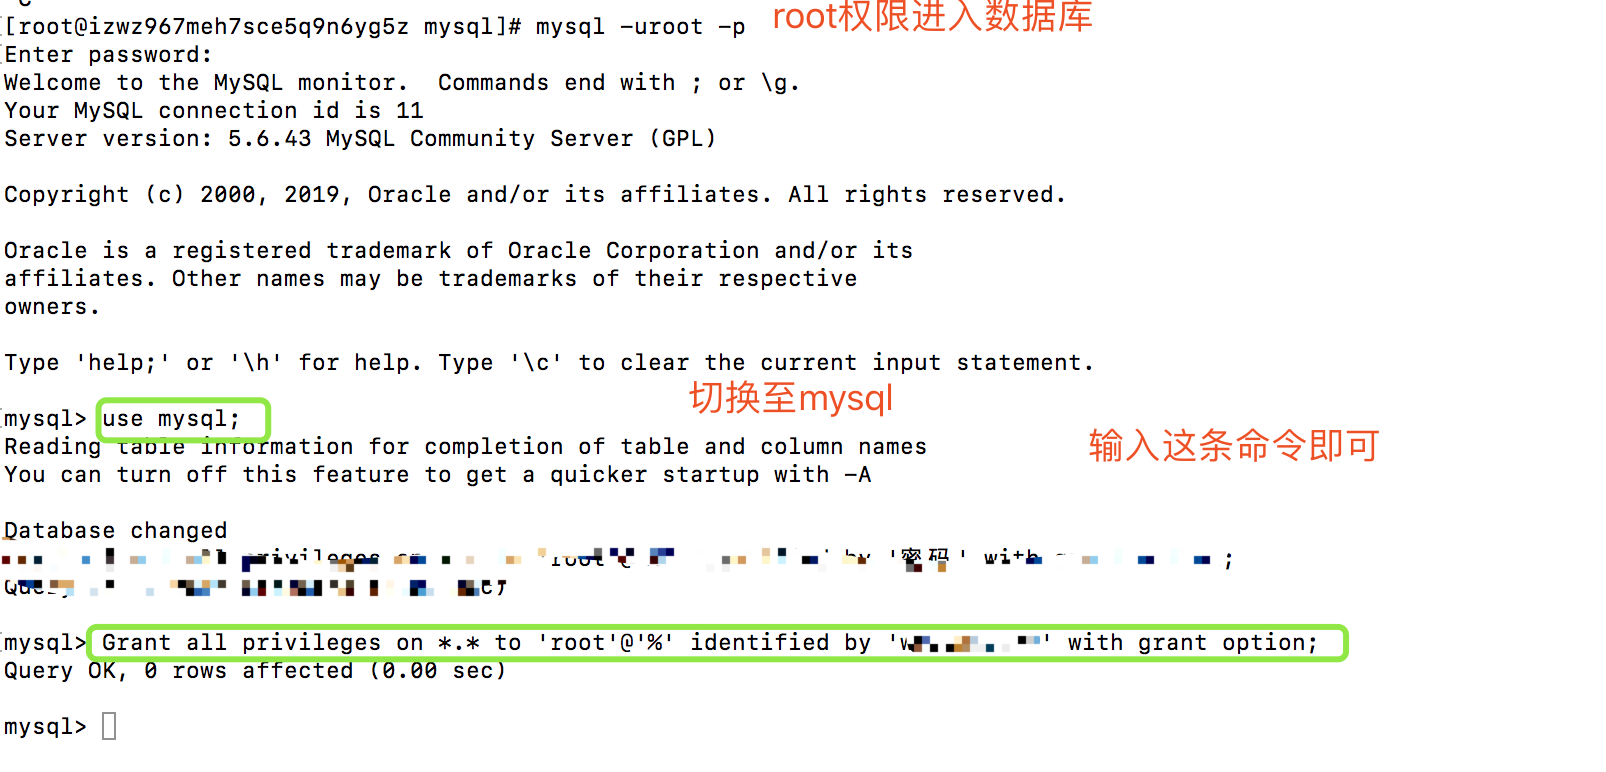 [root@izwz967meh7sce5q9n6yg5z mysql]# mysql -uroot -p root权限进入数据库
Enter password:
Welcome to the MySQL monitor.  Commands end with ; or \g.
Your MySQL connection id is 11
Server version: 5.6.43 MySQL Community Server (GPL)
Copyright (c) 2000, 2019, Oracle and/or its affiliates. All rights reserved.
Oracle is a registered trademark of Oracle Corporation and/or its
affiliates. Other names may be trademarks of their respective
owners.
Type 'help;' or '\h' for help. Type '\c' to clear the current input statement.
切换至mysql
mysql> use mysql;
输入这条命令即可
Reading table information for completion of table and column names
You can turn off this feature to get a quicker startup with -A
Database changed
privileges 'root'@ by '密码' with ;
mysql> Grant all privileges on *.* to 'root'@'%' identified by 'w ' with grant option;
Query OK, 0 rows affected (0.00 sec)
mysql>